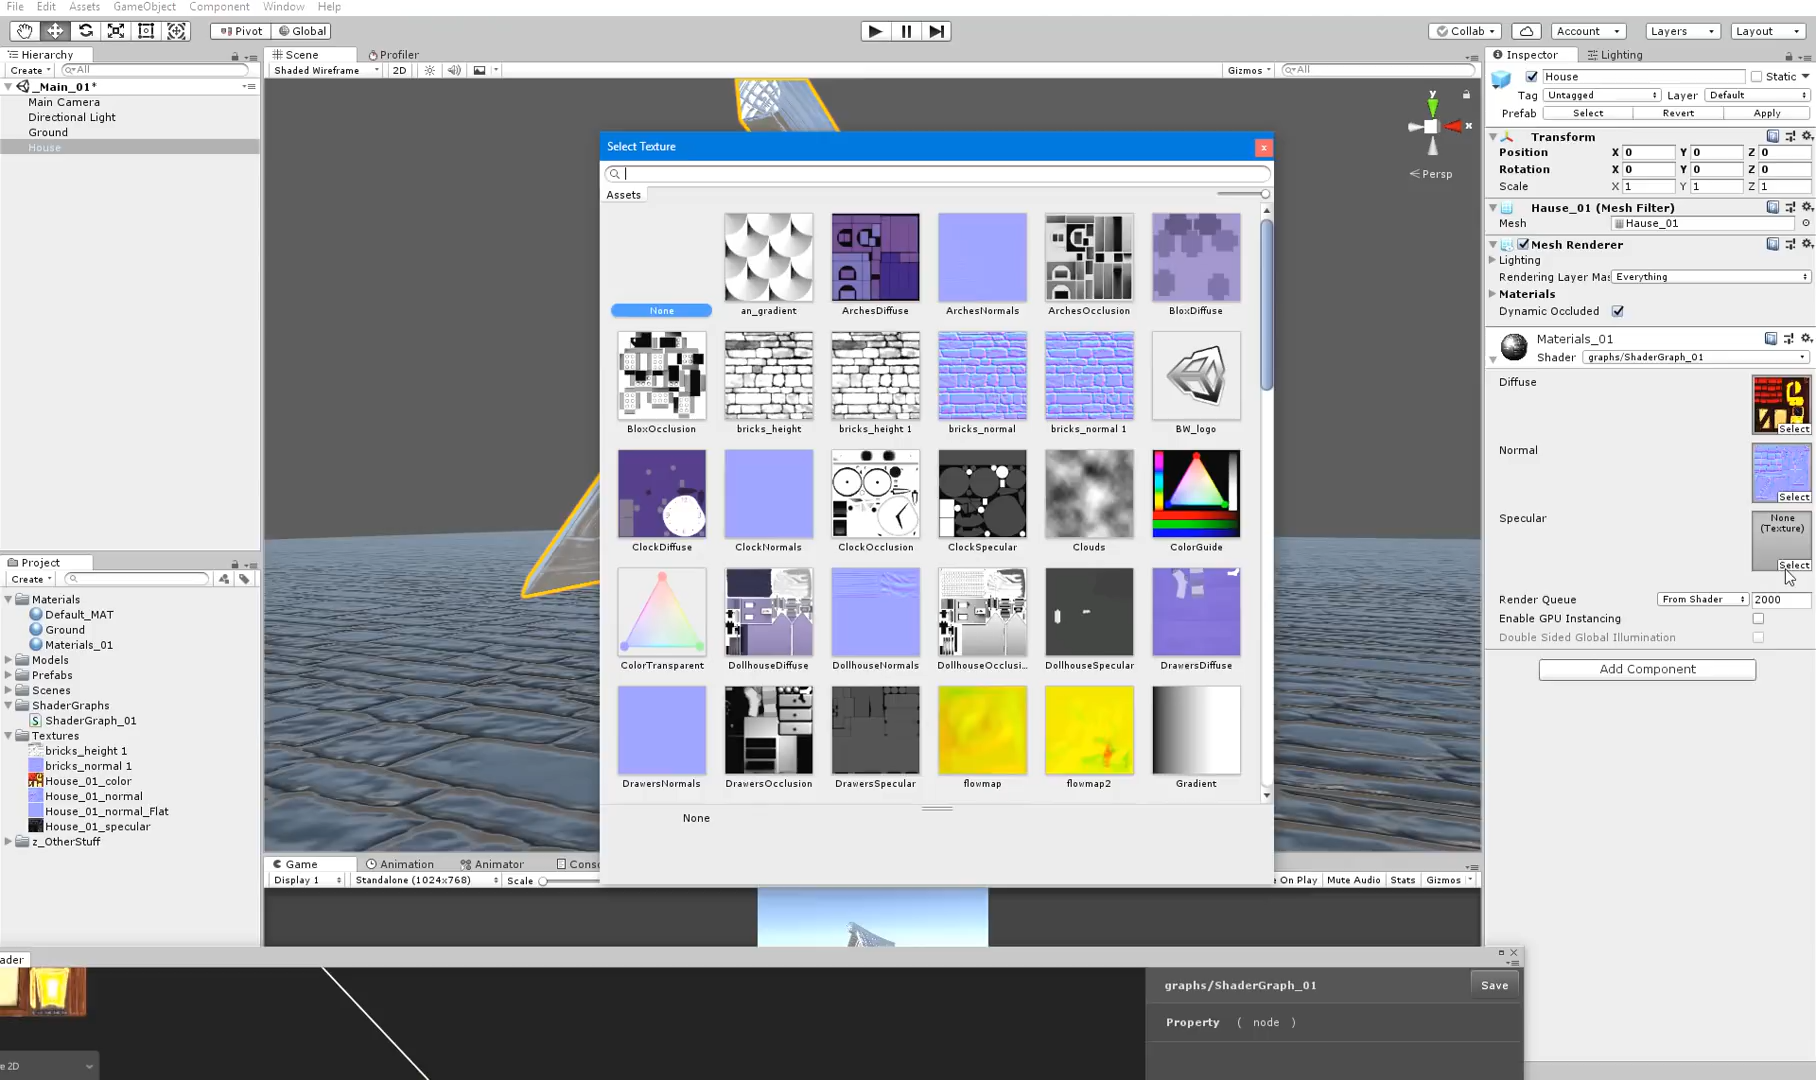 File Edit Assets GameObject Component Window Help
Pivot Global Collab Account Layers Layout
Hierarchy
Create All
_Main_01*
Main Camera
Directional Light
Ground
House
Scene Profiler
Shaded Wireframe 2D Gizmos All
y
x
Persp
Select Texture
x
Assets
None an_gradient ArchesDiffuse ArchesNormals ArchesOcclusion BloxDiffuse
BloxOcclusion bricks_height bricks_height 1 bricks_normal bricks_normal 1 BW_logo
ClockDiffuse ClockNormals ClockOcclusion ClockSpecular Clouds ColorGuide
ColorTransparent DollhouseDiffuse DollhouseNormals DollhouseOcclusi... DollhouseSpecular DrawersDiffuse
DrawersNormals DrawersOcclusion DrawersSpecular flowmap flowmap2 Gradient
None
Project
Create
Materials
Default_MAT
Ground
Materials_01
Models
Prefabs
Scenes
ShaderGraphs
ShaderGraph_01
Textures
bricks_height 1
bricks_normal 1
House_01_color
House_01_normal
House_01_normal_Flat
House_01_specular
z_OtherStuff
Game Animation Animator Conso
Display 1 Standalone (1024x768) Scale e On Play Mute Audio Stats Gizmos
Inspector Lighting
House Static
Tag Untagged Layer Default
Prefab Select Revert Apply
Transform
Position X 0 Y 0 Z 0
Rotation X 0 Y 0 Z 0
Scale X 1 Y 1 Z 1
Hause_01 (Mesh Filter)
Mesh Hause_01
Mesh Renderer
Lighting
Rendering Layer Mas Everything
Materials
Dynamic Occluded
Materials_01
Shader graphs/ShaderGraph_01
Diffuse
Select
Normal
Select
Specular
None
(Texture)
Select
Render Queue From Shader 2000
Enable GPU Instancing
Double Sided Global Illumination
Add Component
ader
graphs/ShaderGraph_01 Save
Property ( node )
e 2D